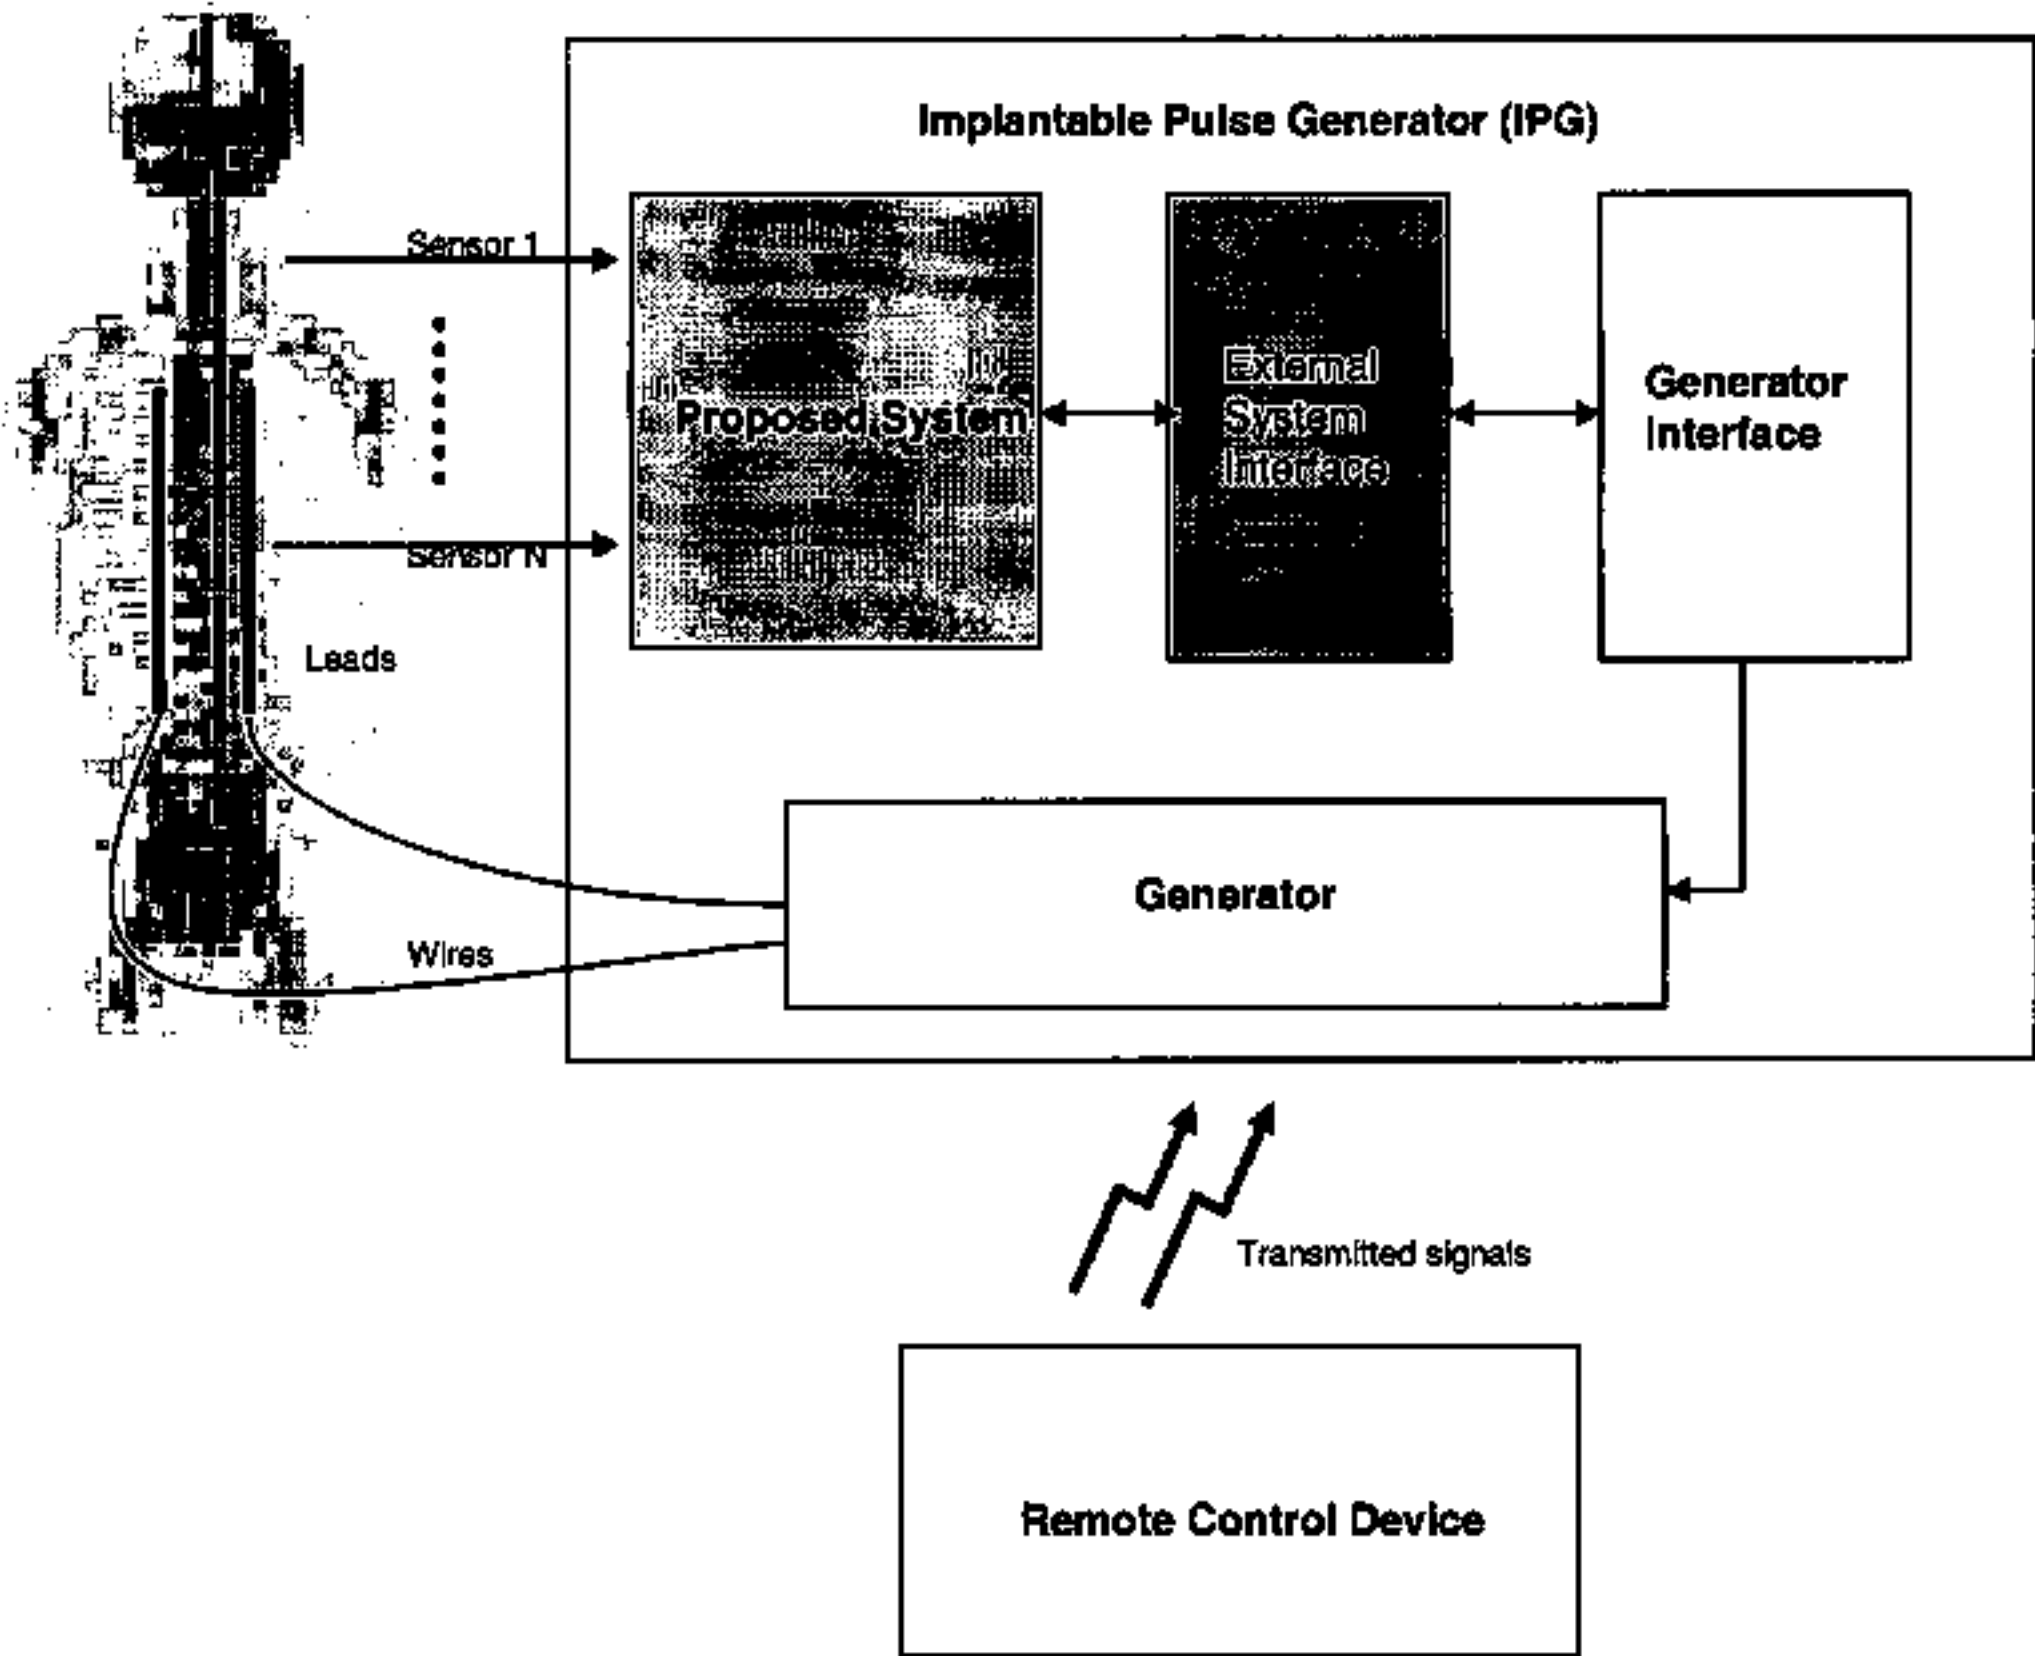 Implantable Pulse Generator (IPG)
Sensor 1
Proposed System
External
System
Interface
Generator
Interface
Sensor N
Leads
Generator
Wires
Transmitted signals
Remote Control Device